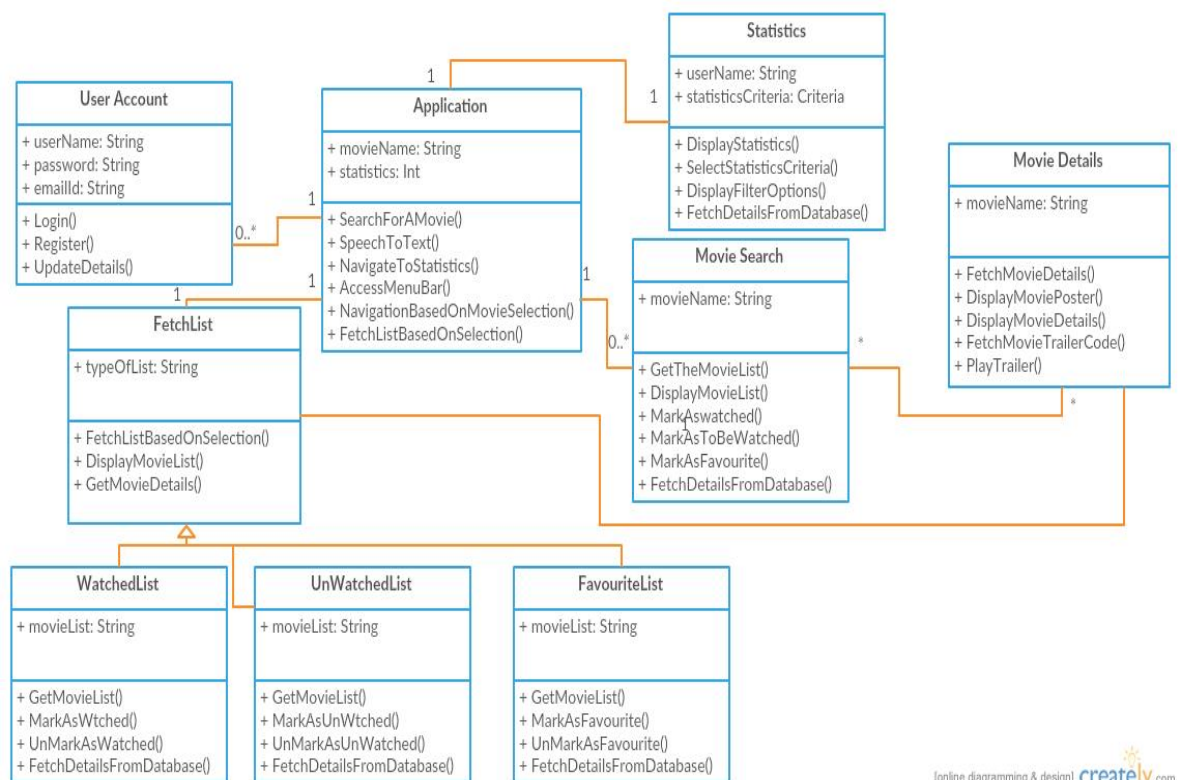 Statistics
+ userName: String
+ statisticsCriteria: Criteria
+ DisplayStatistics()
+ SelectStatisticsCriteria()
+ DisplayFilterOptions()
+ FetchDetailsFromDatabase()
1
1
User Account
+ userName: String
+ password: String
+ emailId: String
+ Login()
+ Register()
+ UpdateDetails()
0..*
1
Application
+ movieName: String
+ statistics: Int
+ SearchForAMovie()
+ SpeechToText()
+ NavigateToStatistics()
+ AccessMenuBar()
+ NavigationBasedOnMovieSelection()
+ FetchListBasedOnSelection()
1
1
1
0..*
Movie Search
+ movieName: String
+ GetTheMovieList()
+ DisplayMovieList()
+ MarkAswatched()
1
+ MarkAsToBeWatched()
+ MarkAsFavourite()
+ FetchDetailsFromDatabase()
*
*
Movie Details
+ movieName: String
+ FetchMovieDetails()
+ DisplayMoviePoster()
+ DisplayMovieDetails()
+ FetchMovieTrailerCode()
+ PlayTrailer()
FetchList
+ typeOfList: String
+ FetchListBasedOnSelection()
+ DisplayMovieList()
+ GetMovieDetails()
WatchedList
+ movieList: String
+ GetMovieList()
+ MarkAsWtched()
+ UnMarkAsWatched()
+ FetchDetailsFromDatabase()
UnWatchedList
+ movieList: String
+ GetMovieList()
+ MarkAsUnWtched()
+ UnMarkAsUnWatched()
+ FetchDetailsFromDatabase()
FavouriteList
+ movieList: String
+ GetMovieList()
+ MarkAsFavourite()
+ UnMarkAsFavourite()
+ FetchDetailsFromDatabase()
[online diagramming & design] creately.com